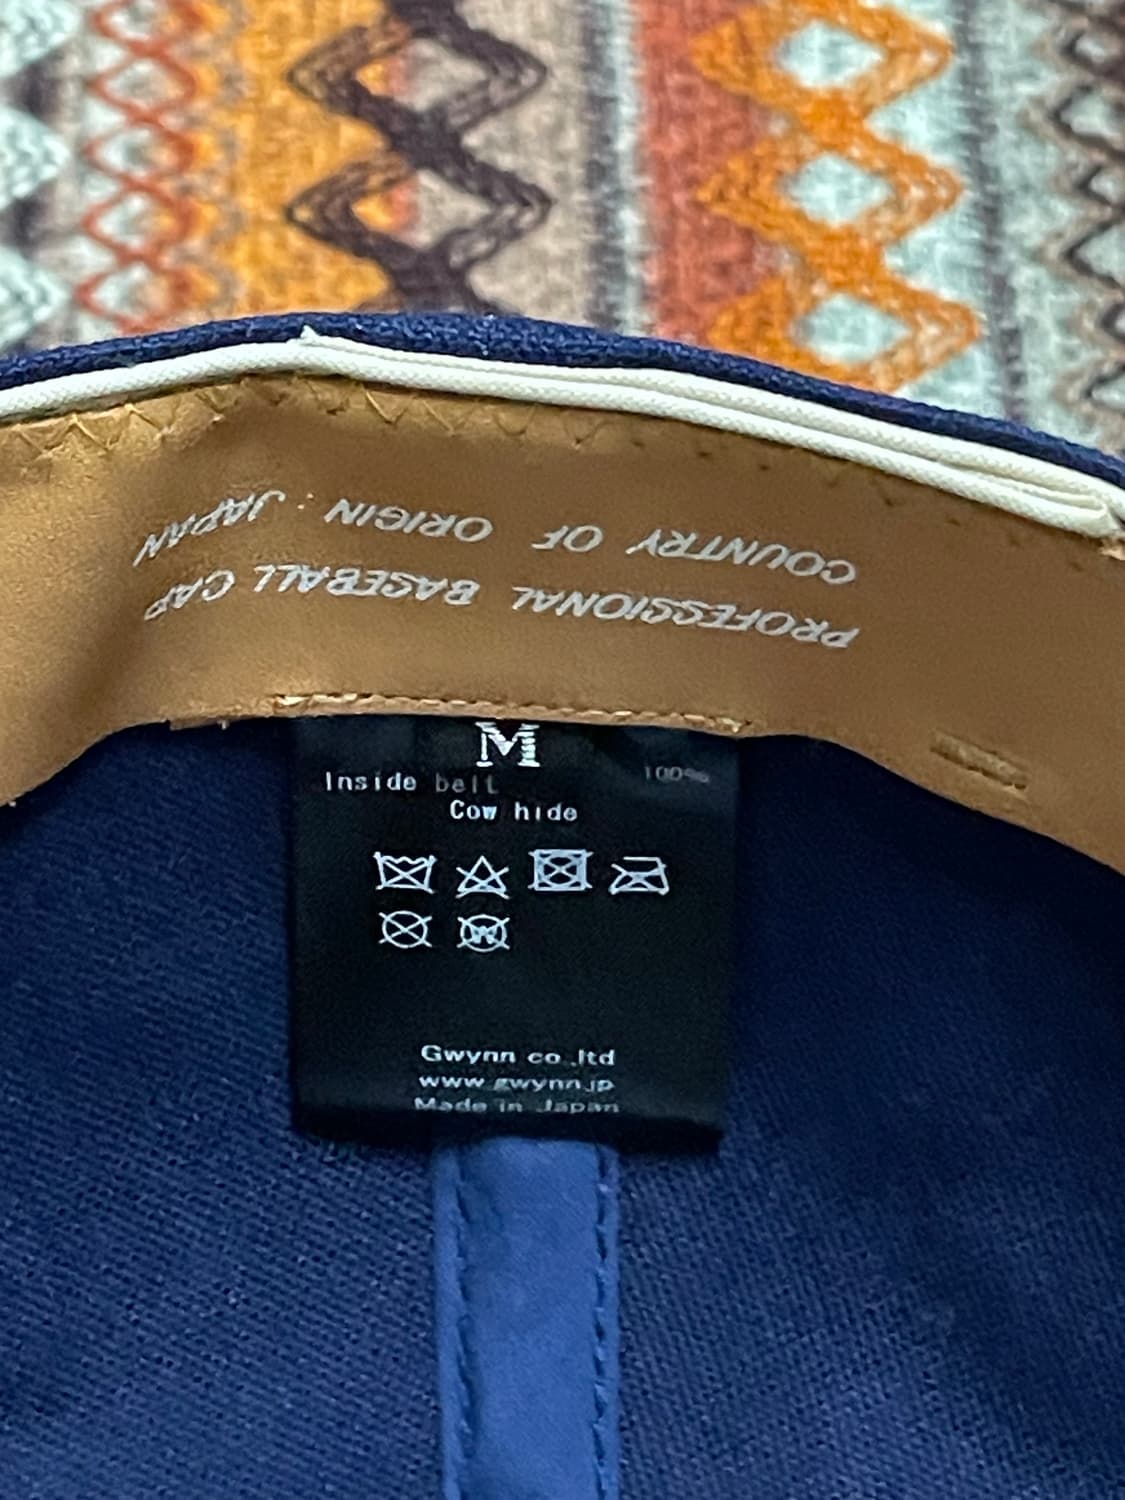 PROFESSIONAL BASEBALL CAP
COUNTRY OF ORIGIN : JAPAN
M
Inside belt 100%
Cow hide
W
Gwynn co.,ltd
www.gwynn.jp
Made in Japan